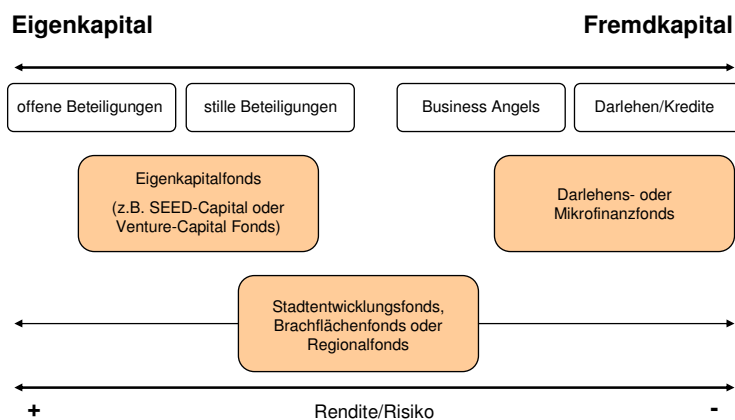 Eigenkapital Fremdkapital
offene Beteiligungen stille Beteiligungen Business Angels Darlehen/Kredite
Eigenkapitalfonds
(z.B. SEED-Capital oder
Venture-Capital Fonds)
Darlehens- oder
Mikrofinanzfonds
Stadtentwicklungsfonds,
Brachflächenfonds oder
Regionalfonds
+ Rendite/Risiko -